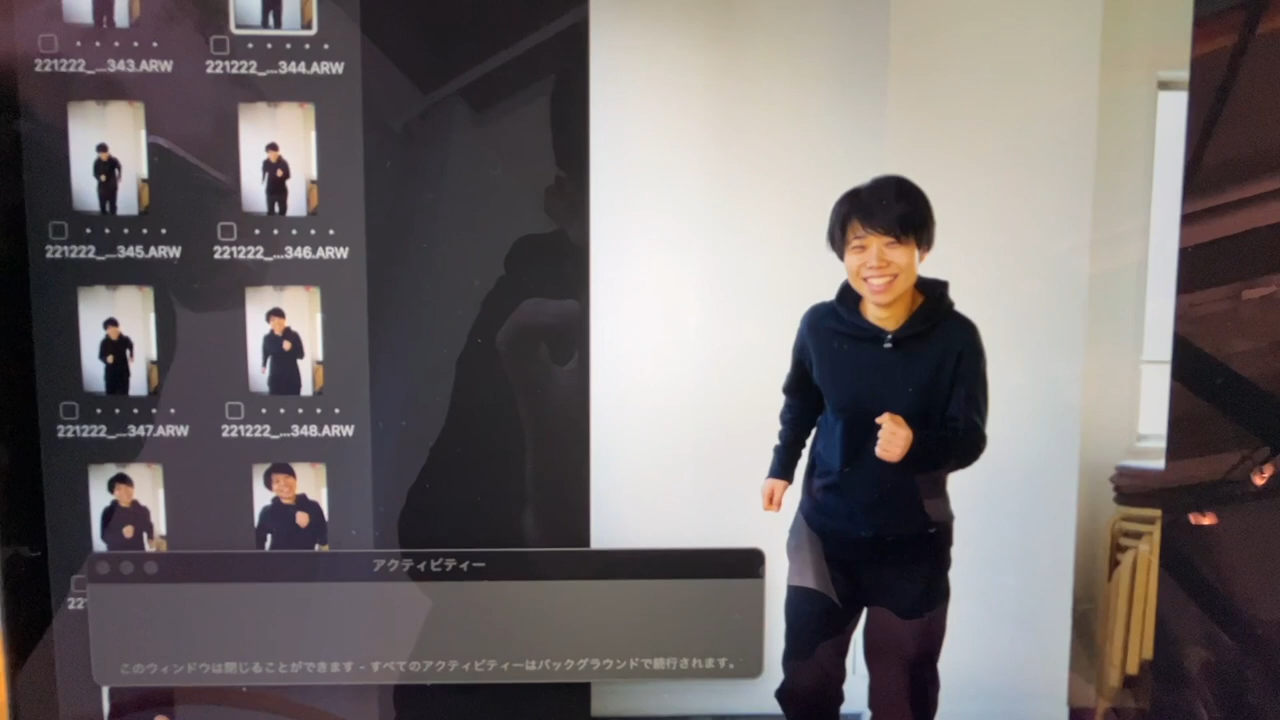 221222_...343.ARW
221222_...344.ARW
221222_...345.ARW
221222_...346.ARW
221222_...347.ARW
221222_...348.ARW
アクティビティー
221
このウィンドウは閉じることができます - すべてのアクティビティーはバックグラウンドで続行されます。